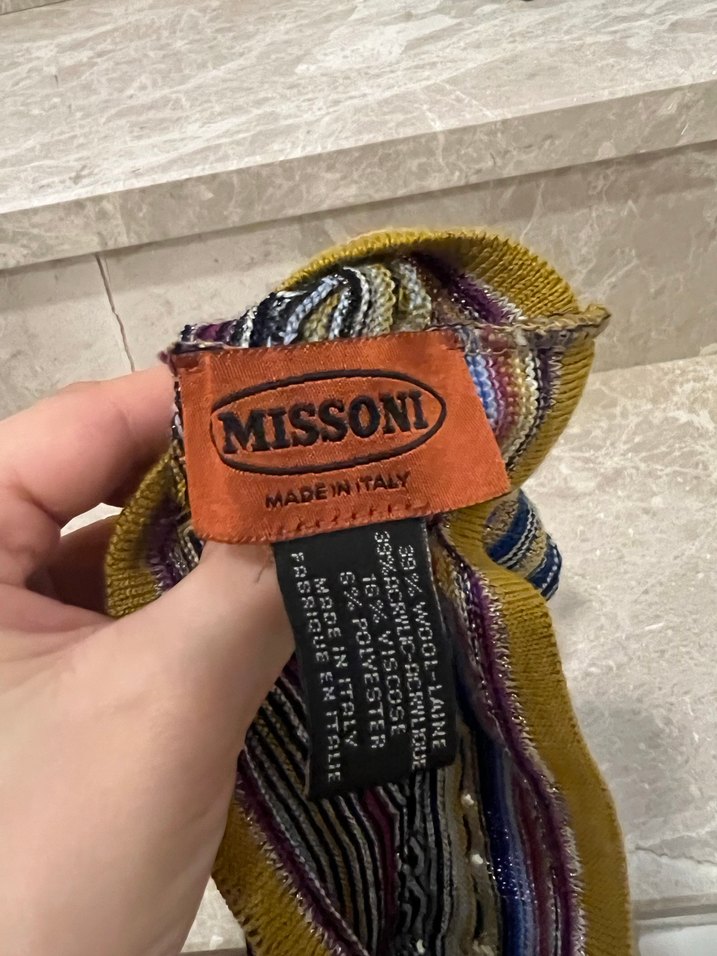 MISSONI
MADE IN ITALY
39% WOOL-LAINE
39% ACRYLIC-ACRYLIQUE
16% VISCOSE
6% POLYESTER
MADE IN ITALY
FABRIQUE EN ITALIE